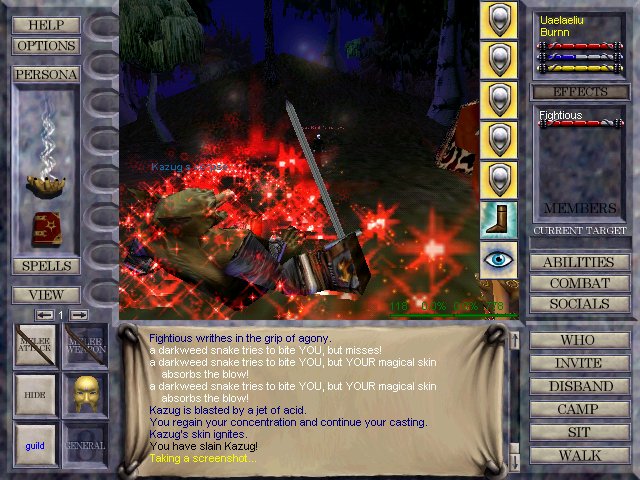 HELP
OPTIONS
PERSONA
SPELLS
VIEW
1
MELEE ATTACK
MELEE WEAPON
HIDE
guild
GENERAL
Kazug's
Fightious writhes in the grip of agony.
a darkweed snake tries to bite YOU, but misses!
a darkweed snake tries to bite YOU, but YOUR magical skin
absorbs the blow!
a darkweed snake tries to bite YOU, but YOUR magical skin
absorbs the blow!
Kazug is blasted by a jet of acid.
You regain your concentration and continue your casting.
Kazug's skin ignites.
You have slain Kazug!
Taking a screenshot...
Uaelaeliu
Burnn
EFFECTS
Fightious
MEMBERS
CURRENT TARGET
ABILITIES
COMBAT
SOCIALS
WHO
INVITE
DISBAND
CAMP
SIT
WALK